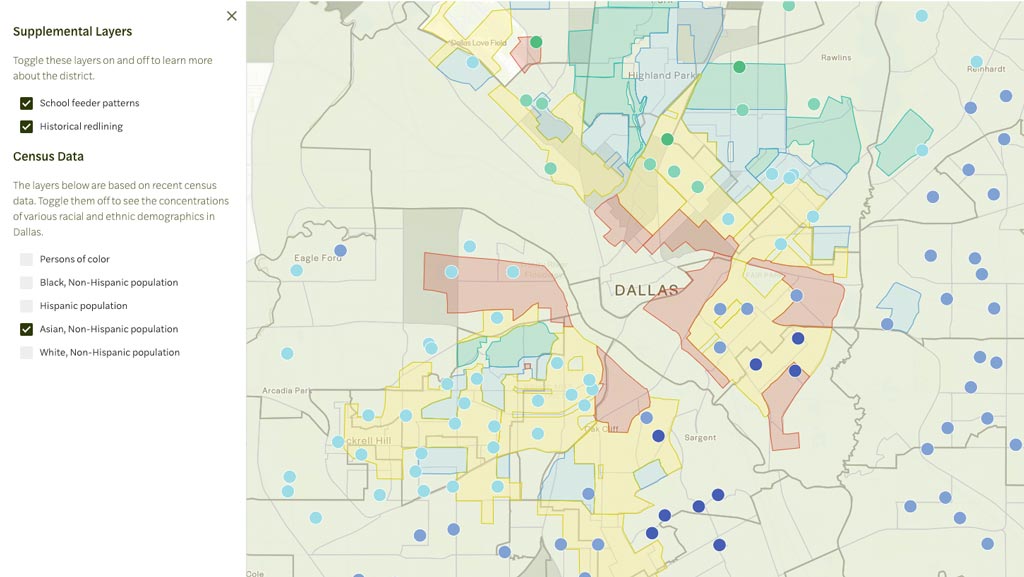 Supplemental Layers
Toggle these layers on and off to learn more
about the district.
School feeder patterns
Historical redlining
Census Data
The layers below are based on recent census
data. Toggle them off to see the concentrations
of various racial and ethnic demographics in
Dallas.
Persons of color
Black, Non-Hispanic population
Hispanic population
Asian, Non-Hispanic population
White, Non-Hispanic population
Dallas Love Field
Highland Park
Rawlins
Reinhardt
Eagle Ford
DALLAS
FAIR PARK
Arcadia Park
ckrell Hill
Oak Cliff
Sargent
Cole